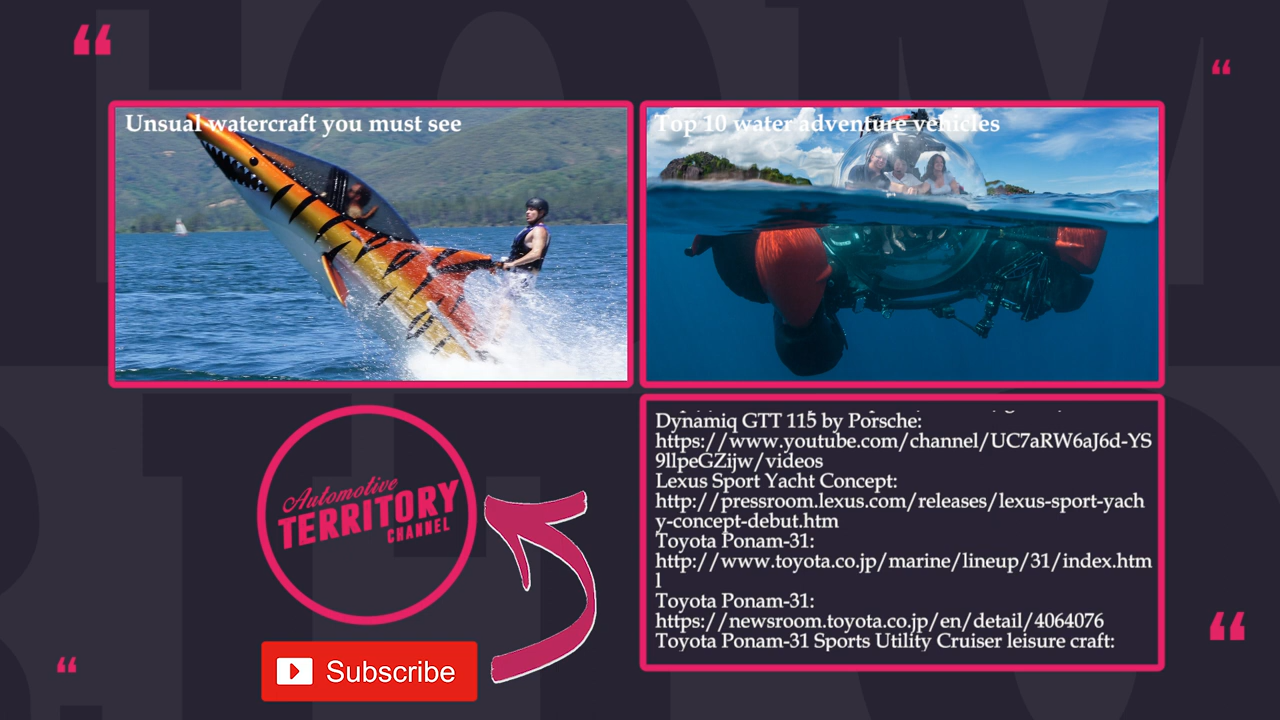 Unsual watercraft you must see
Top 10 water adventure vehicles
Dynamiq GTT 115 by Porsche:
https://www.youtube.com/channel/UC7aRW6aJ6d-YS
9llpeGZijw/videos
Lexus Sport Yacht Concept:
http://pressroom.lexus.com/releases/lexus-sport-yach
y-concept-debut.htm
Toyota Ponam-31:
http://www.toyota.co.jp/marine/lineup/31/index.htm
l
Toyota Ponam-31:
https://newsroom.toyota.co.jp/en/detail/4064076
Toyota Ponam-31 Sports Utility Cruiser leisure craft:
Automotive
TERRITORY
CHANNEL
Subscribe